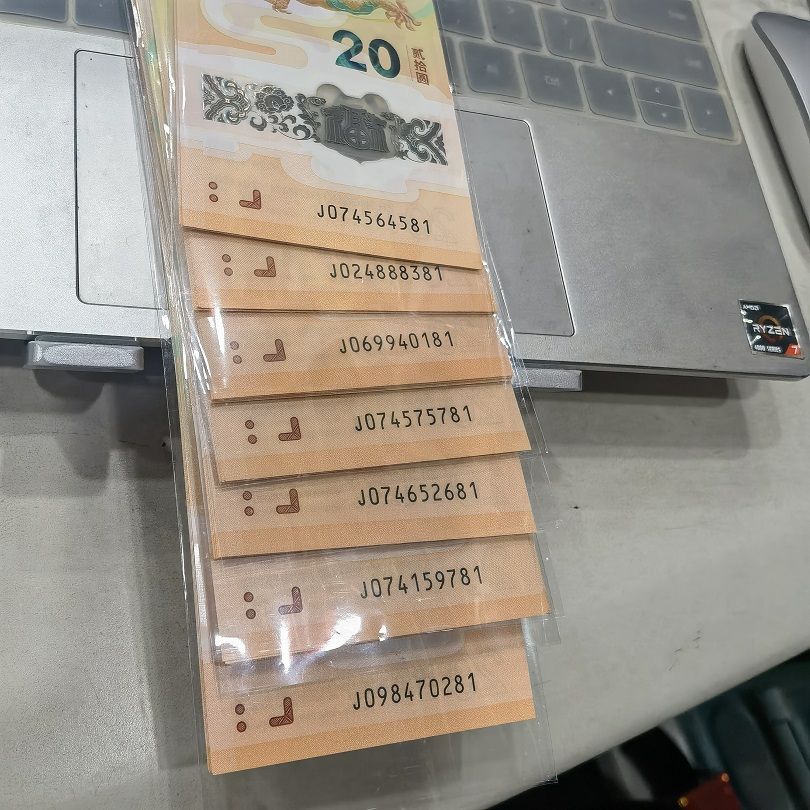 20
贰拾圆
福
J074564581
J024888381
J069940181
J074575781
J074652681
J074159781
J098470281
AMD
RYZEN
4000 SERIES
7